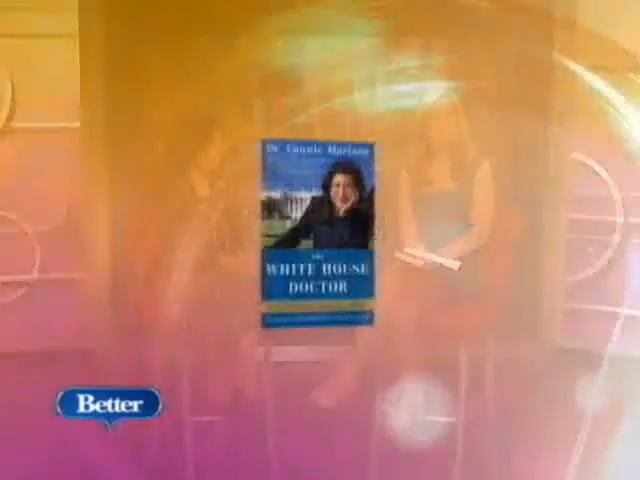 Dr. Connie Mariano
THE
WHITE HOUSE
DOCTOR
Better